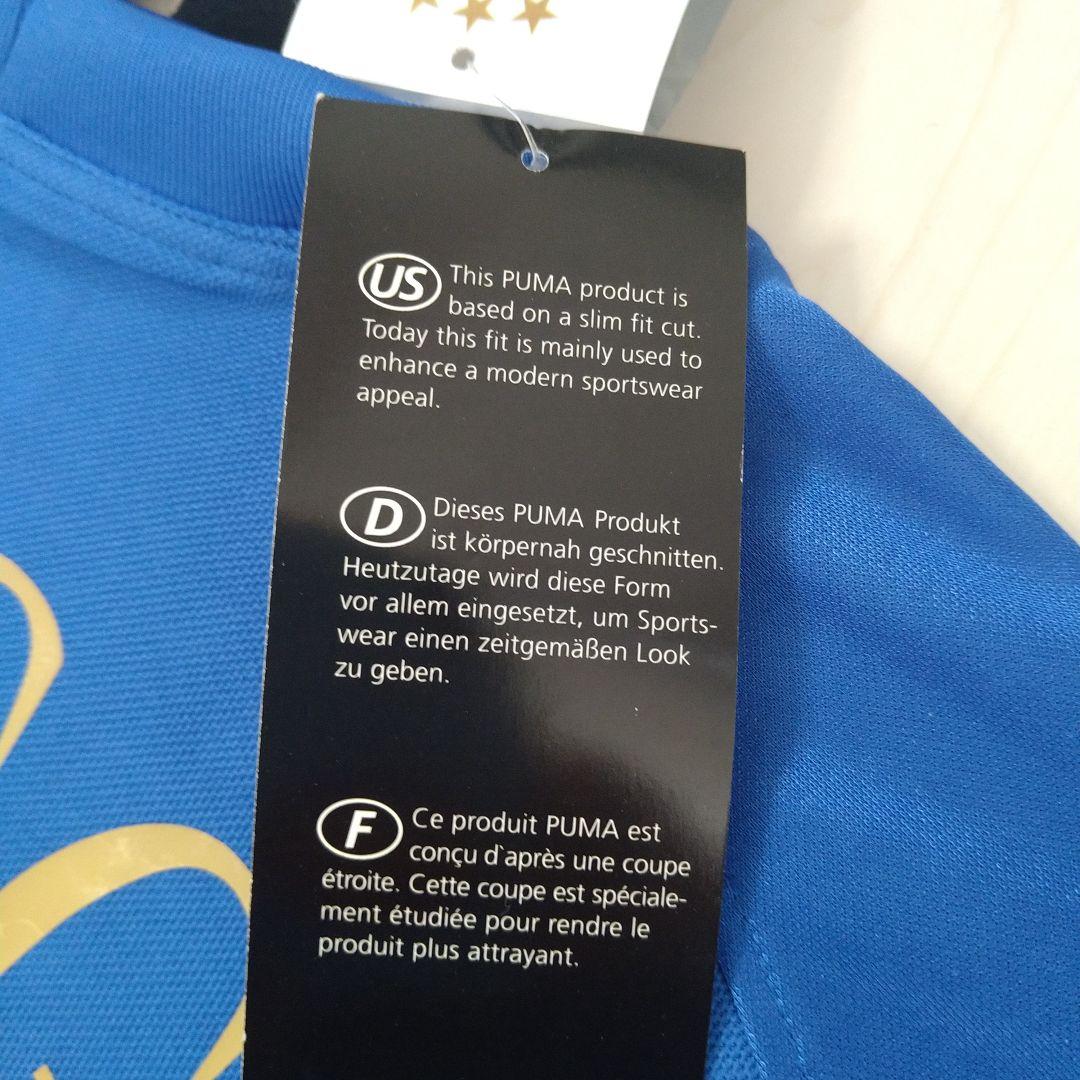 US This PUMA product is
based on a slim fit cut.
Today this fit is mainly used to
enhance a modern sportswear
appeal.
D Dieses PUMA Produkt
ist körpernah geschnitten.
Heutzutage wird diese Form
vor allem eingesetzt, um Sports-
wear einen zeitgemäßen Look
zu geben.
F Ce produit PUMA est
conçu d`après une coupe
étroite. Cette coupe est spéciale-
ment étudiée pour rendre le
produit plus attrayant.